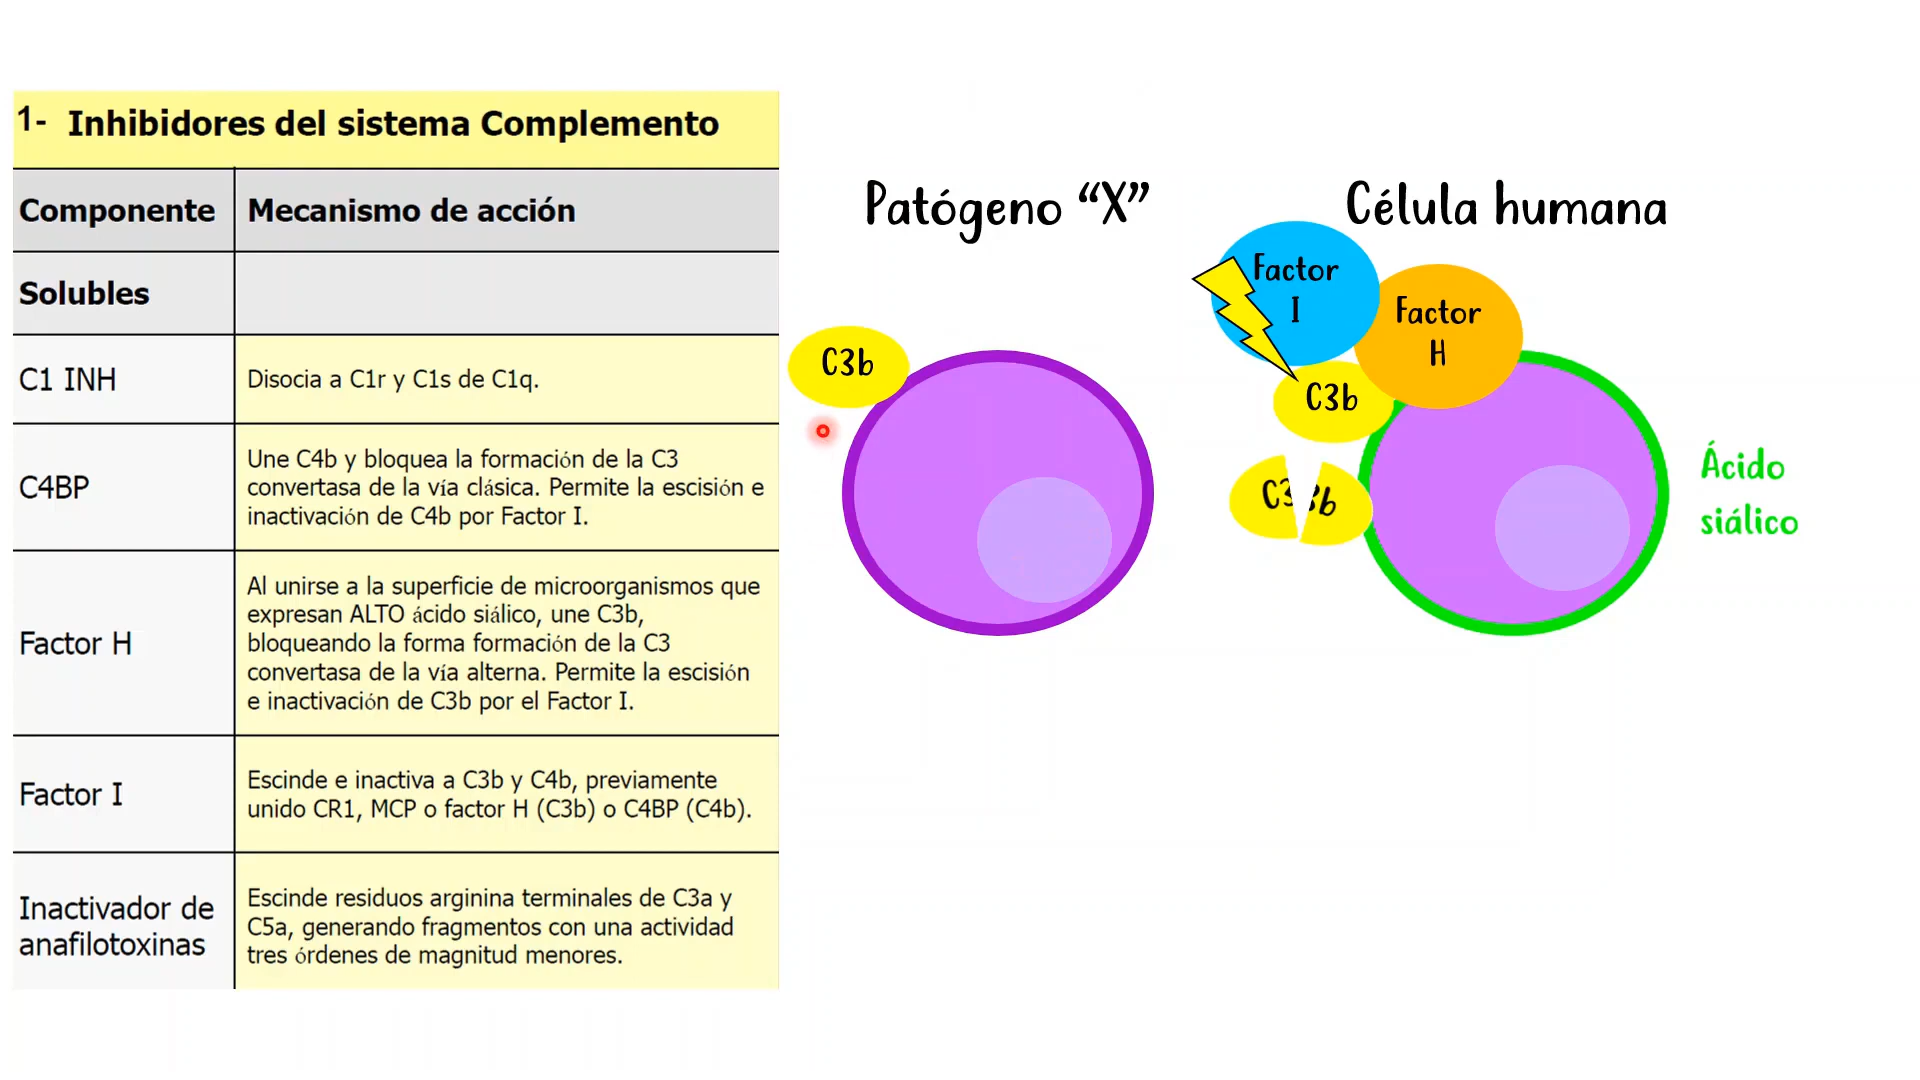 1- Inhibidores del sistema Complemento
Componente
Mecanismo de acción
Solubles
C1 INH
Disocia a C1r y C1s de C1q.
C4BP
Une C4b y bloquea la formación de la C3
convertasa de la vía clásica. Permite la escisión e
inactivación de C4b por Factor I.
Factor H
Al unirse a la superficie de microorganismos que
expresan ALTO ácido siálico, une C3b,
bloqueando la forma formación de la C3
convertasa de la vía alterna. Permite la escisión
e inactivación de C3b por el Factor I.
Factor I
Escinde e inactiva a C3b y C4b, previamente
unido CR1, MCP o factor H (C3b) o C4BP (C4b).
Inactivador de
anafilotoxinas
Escinde residuos arginina terminales de C3a y
C5a, generando fragmentos con una actividad
tres órdenes de magnitud menores.
Patógeno “X”
C3b
Célula humana
Factor
I
Factor
H
C3b
C3 3b
Ácido
siálico